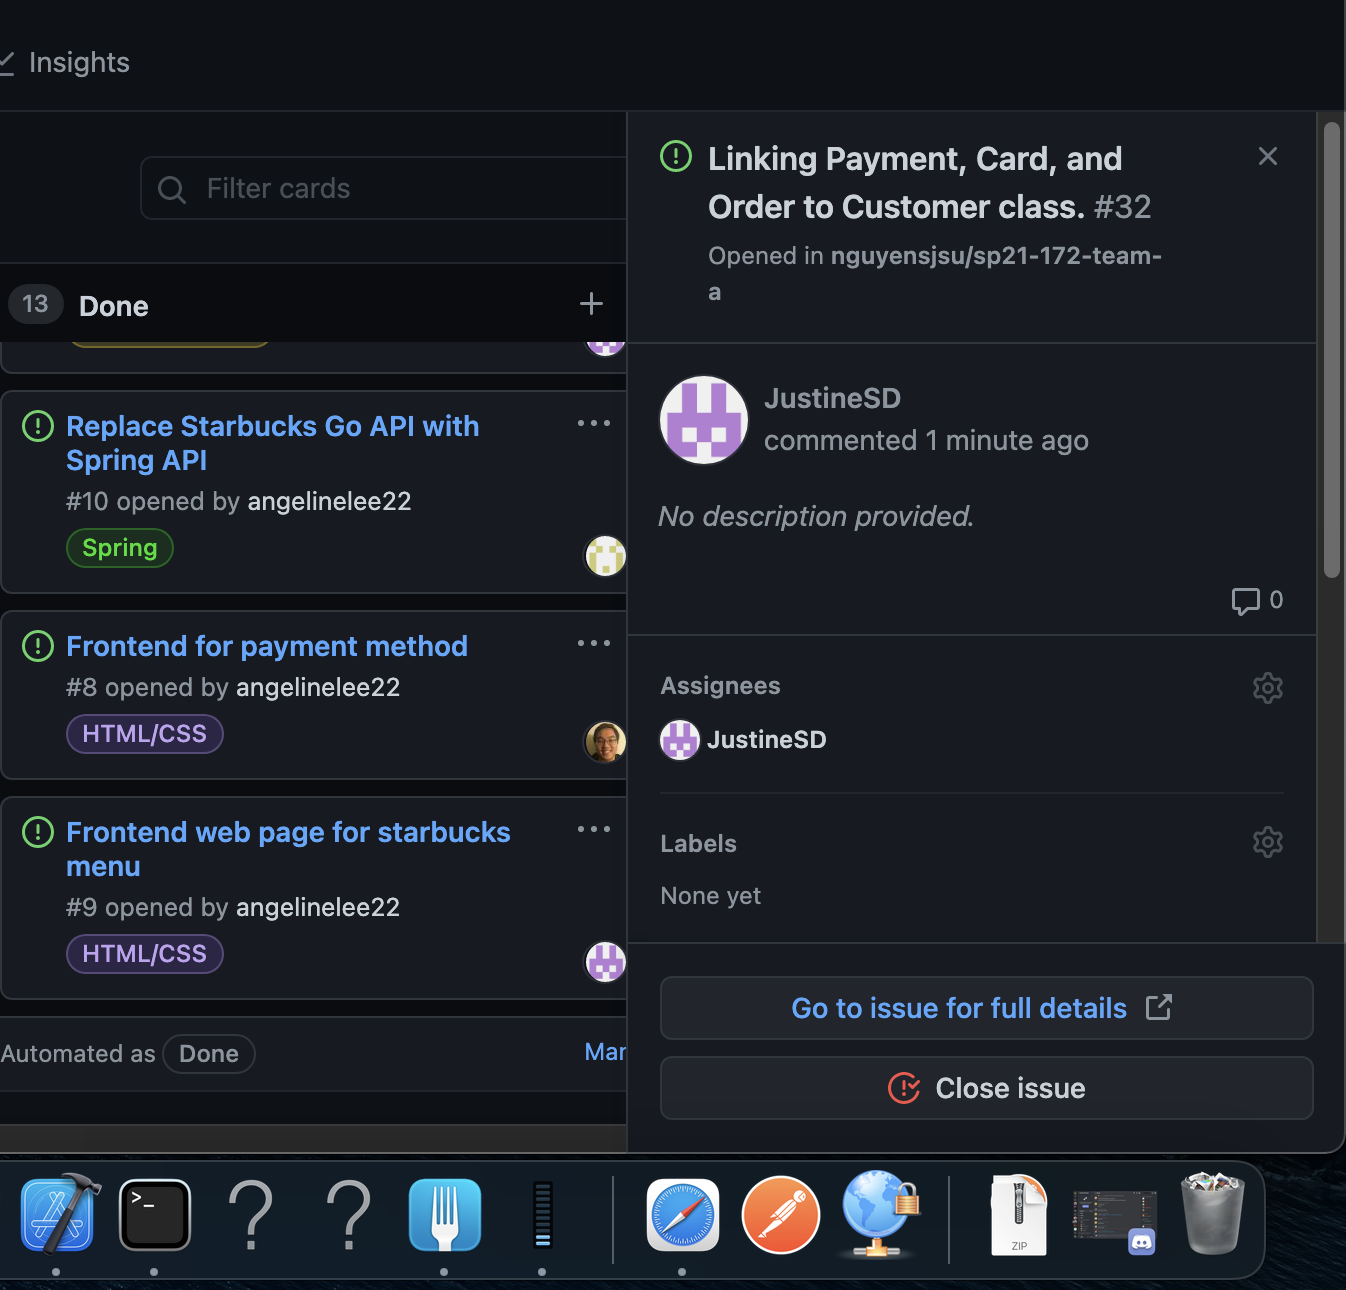 Insights
Filter cards
13 Done
Replace Starbucks Go API with
Spring API
#10 opened by angelinelee22
Spring
Frontend for payment method
#8 opened by angelinelee22
HTML/CSS
Frontend web page for starbucks
menu
#9 opened by angelinelee22
HTML/CSS
Automated as Done
Mar
Linking Payment, Card, and
Order to Customer class. #32
Opened in nguyensjsu/sp21-172-team-
a
JustineSD
commented 1 minute ago
No description provided.
0
Assignees
JustineSD
Labels
None yet
Go to issue for full details
Close issue
>_
? ?
ZIP